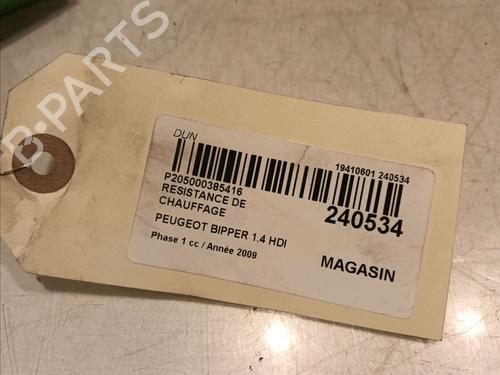 B-PARTS
DUN
19410601 240534
P205000385416
RESISTANCE DE
CHAUFFAGE
240534
PEUGEOT BIPPER 1.4 HDI
Phase 1 cc / Année 2009
MAGASIN